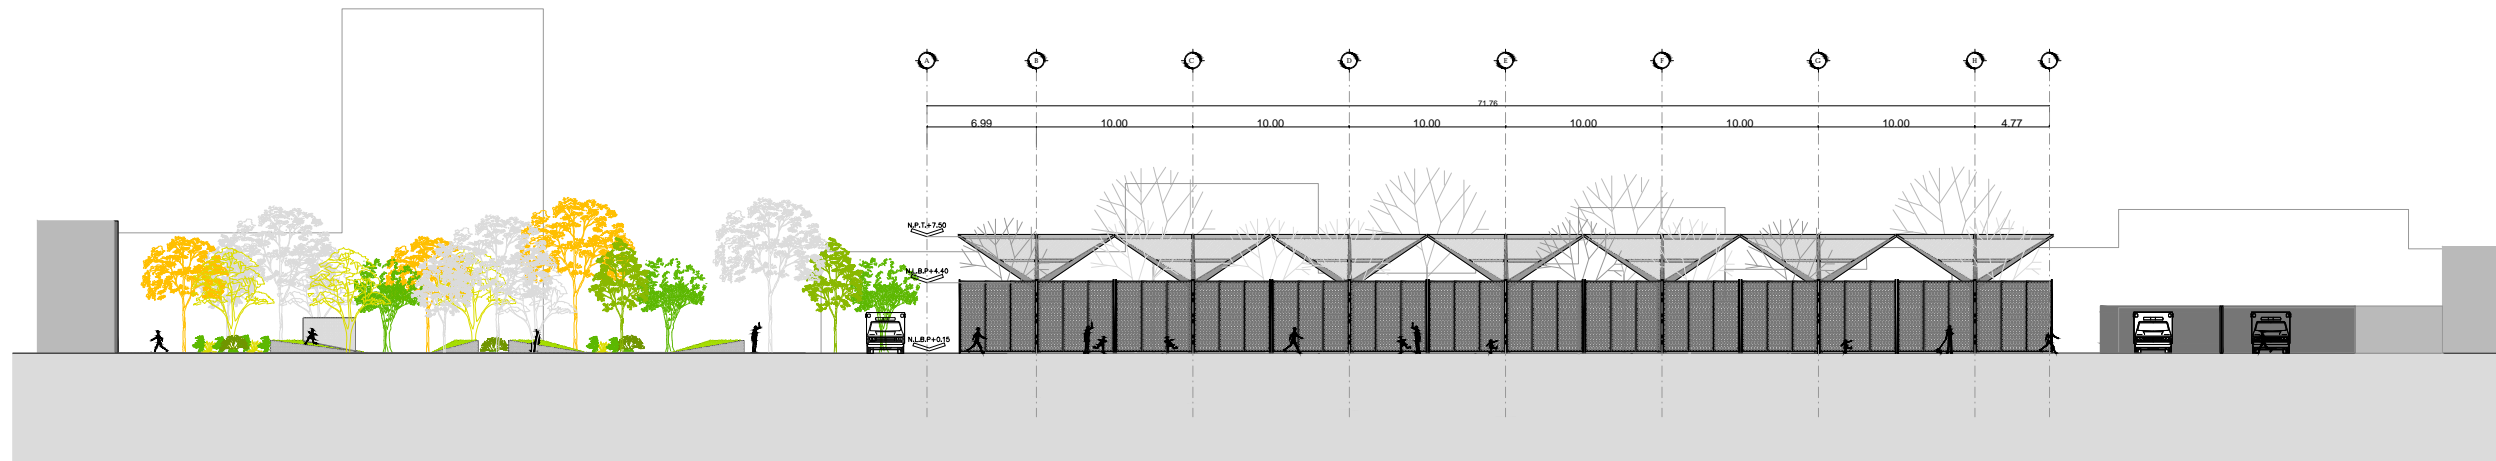 A B C D E F G H I
71.76
6.99 10.00 10.00 10.00 10.00 10.00 10.00 4.77
N.P.T.+7.50
N.L.B.P+4.40
N.L.B.P+0.15